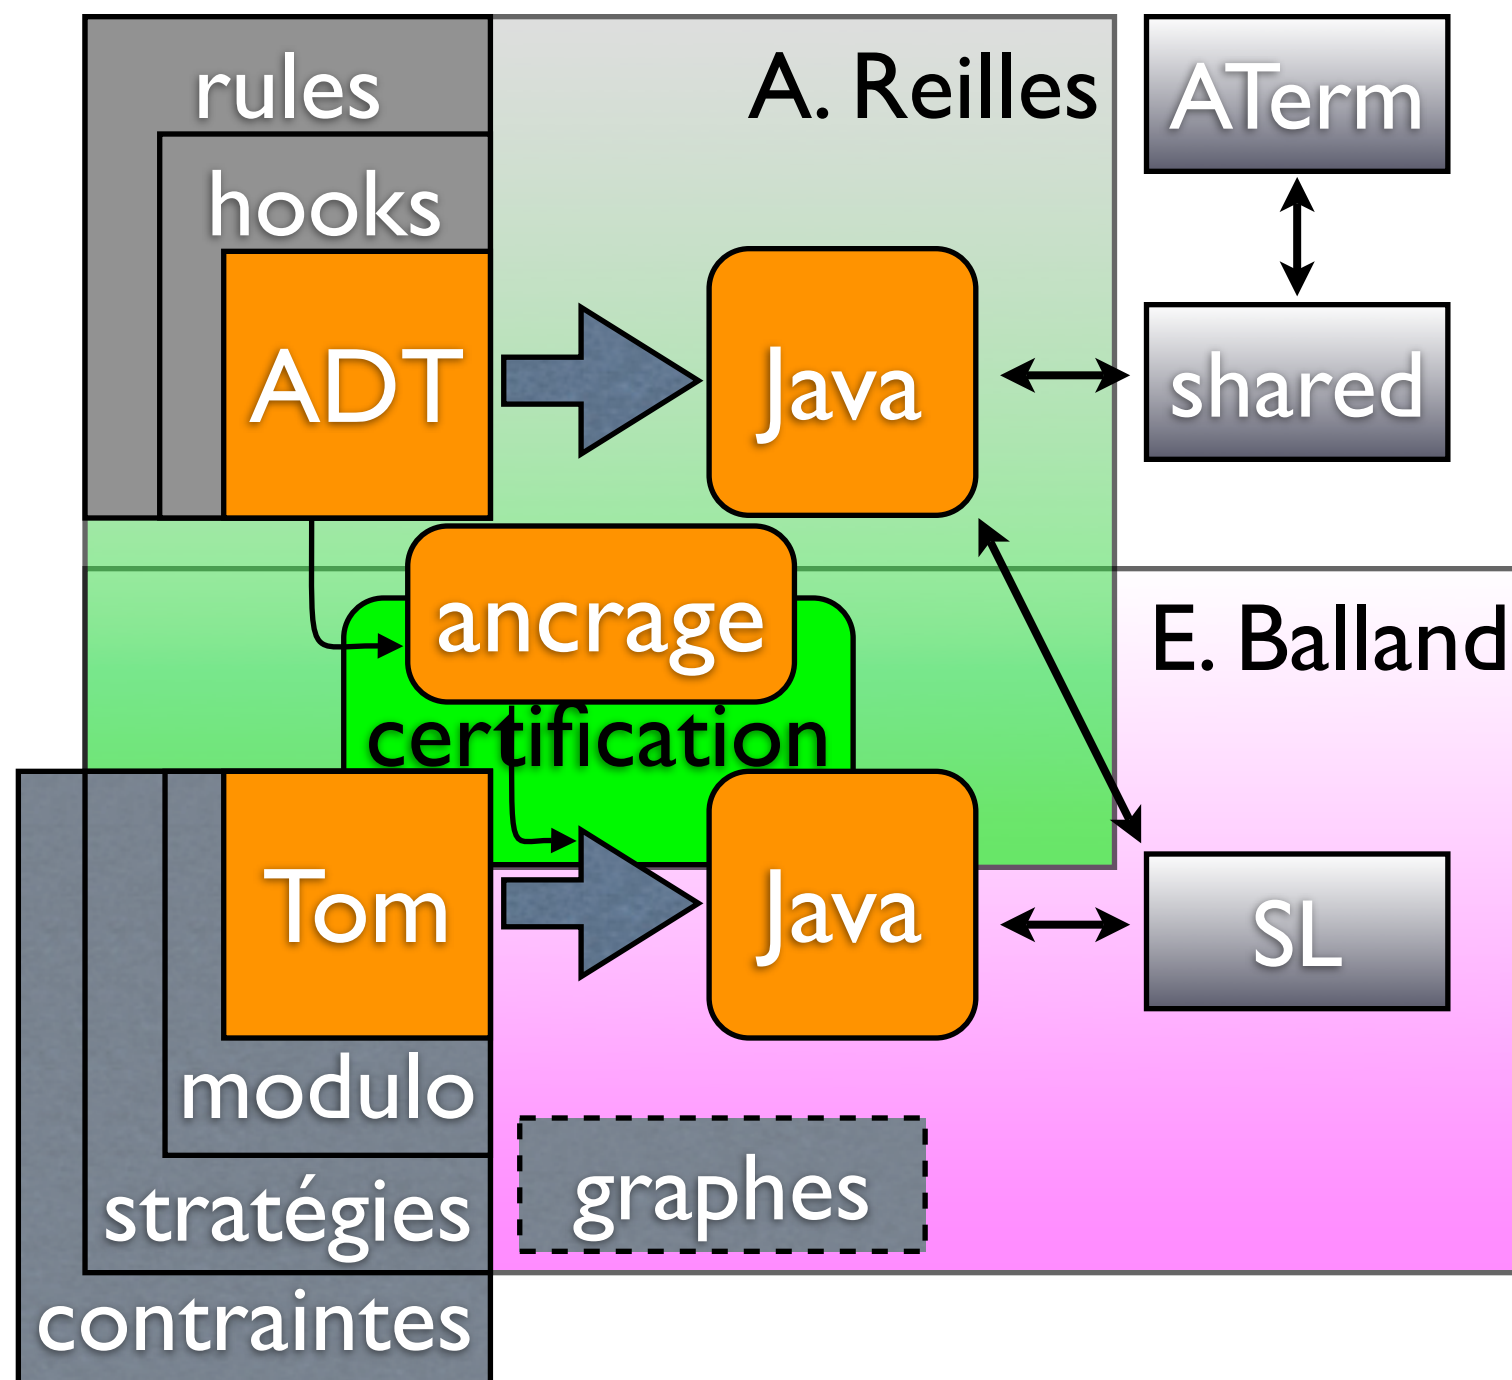 rules
A. Reilles
ATerm
hooks
ADT
Java
shared
ancrage
E. Balland
certification
Tom
Java
SL
modulo
graphes
stratégies
contraintes